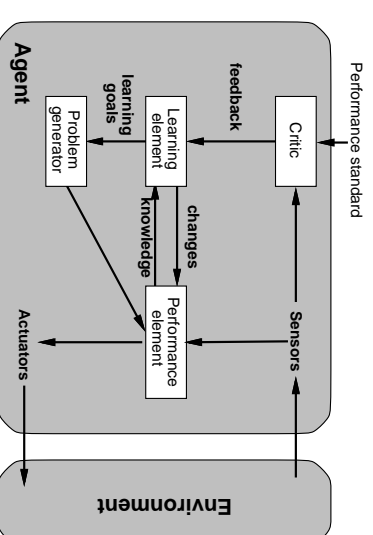 Performance standard
Critic
Sensors
feedback
Learning
element
changes
knowledge
Performance
element
learning
goals
Problem
generator
Agent
Actuators
Environment